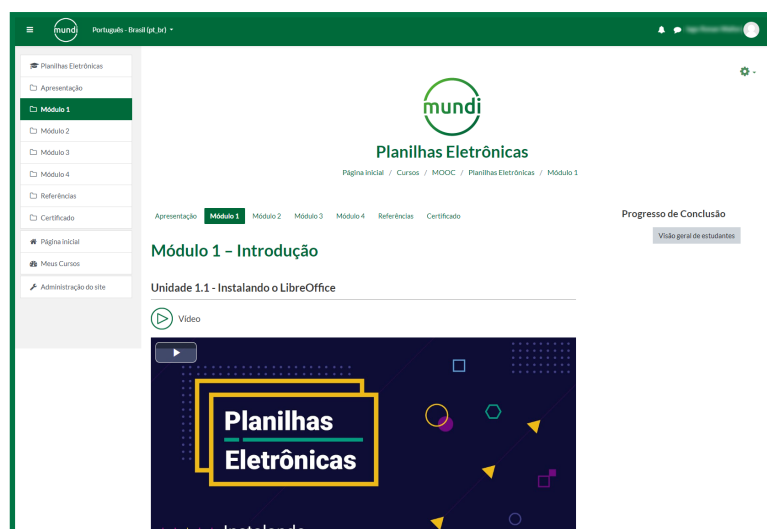 mundi
Português - Brasil (pt_br)
Planilhas Eletrônicas
Apresentação
Módulo 1
Módulo 2
Módulo 3
Módulo 4
Referências
Certificado
Página inicial
Meus Cursos
Administração do site
mundi
Planilhas Eletrônicas
Página inicial / Cursos / MOOC / Planilhas Eletrônicas / Módulo 1
Apresentação Módulo 1 Módulo 2 Módulo 3 Módulo 4 Referências Certificado
Progresso de Conclusão
Visão geral de estudantes
Módulo 1 – Introdução
Unidade 1.1 - Instalando o LibreOffice
Vídeo
Planilhas
Eletrônicas
Instalando